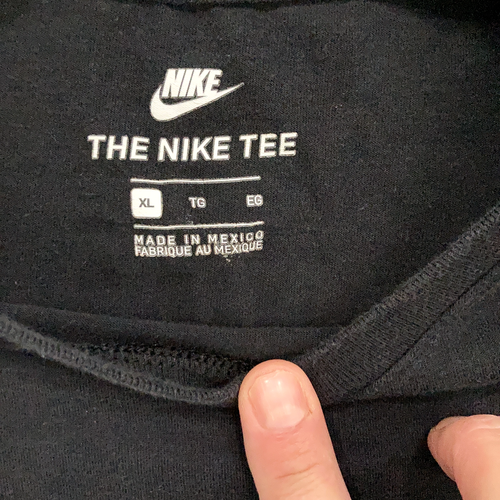 NIKE
THE NIKE TEE
XL TG EG
MADE IN MEXICO
FABRIQUE AU MEXIQUE